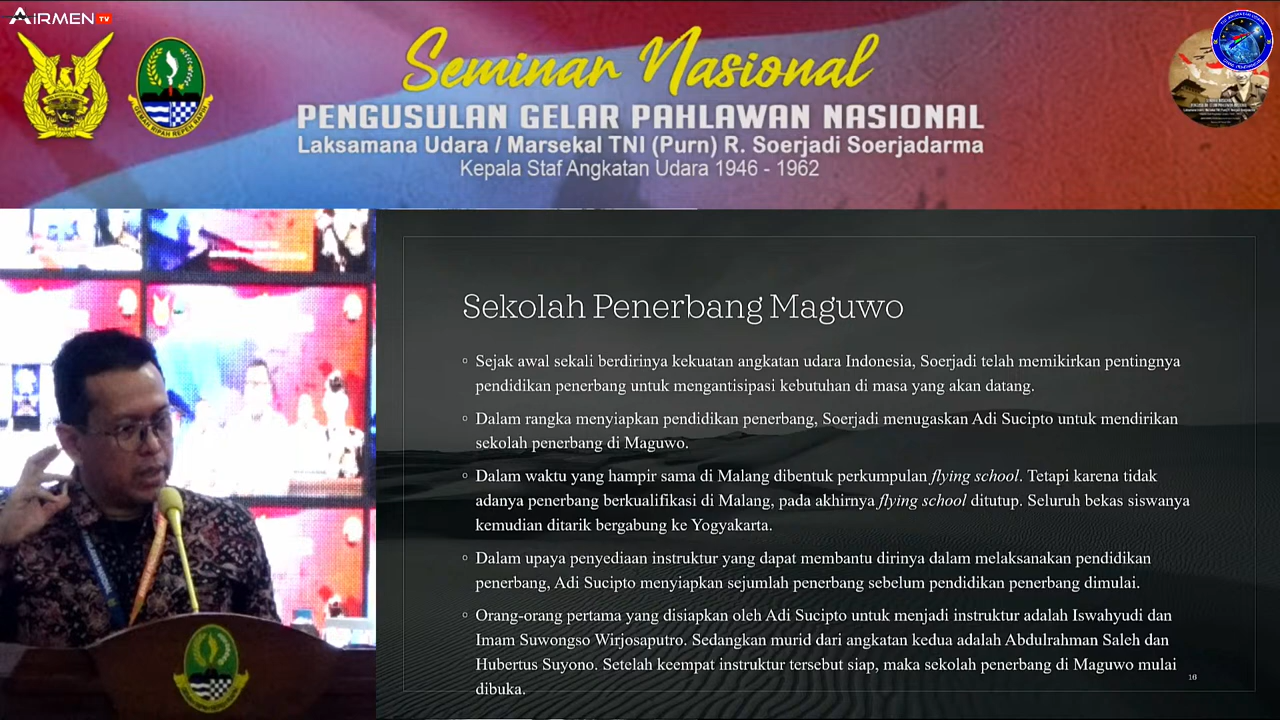 AiRMEN TV
Seminar Nasional
PENGUSULAN GELAR PAHLAWAN NASIONAL
Laksamana Udara / Marsekal TNI (Purn) R. Soerjadi Soerjadarma
Kepala Staf Angkatan Udara 1946 - 1962
Sekolah Penerbang Maguwo
Sejak awal sekali berdirinya kekuatan angkatan udara Indonesia, Soerjadi telah memikirkan pentingnya
pendidikan penerbang untuk mengantisipasi kebutuhan di masa yang akan datang.
Dalam rangka menyiapkan pendidikan penerbang, Soerjadi menugaskan Adi Sucipto untuk mendirikan
sekolah penerbang di Maguwo.
Dalam waktu yang hampir sama di Malang dibentuk perkumpulan flying school. Tetapi karena tidak
adanya penerbang berkualifikasi di Malang, pada akhirnya flying school ditutup. Seluruh bekas siswanya
kemudian ditarik bergabung ke Yogyakarta.
Dalam upaya penyediaan instruktur yang dapat membantu dirinya dalam melaksanakan pendidikan
penerbang, Adi Sucipto menyiapkan sejumlah penerbang sebelum pendidikan penerbang dimulai.
Orang-orang pertama yang disiapkan oleh Adi Sucipto untuk menjadi instruktur adalah Iswahyudi dan
Imam Suwongso Wirjosaputro. Sedangkan murid dari angkatan kedua adalah Abdulrahman Saleh dan
Hubertus Suyono. Setelah keempat instruktur tersebut siap, maka sekolah penerbang di Maguwo mulai
dibuka.
16